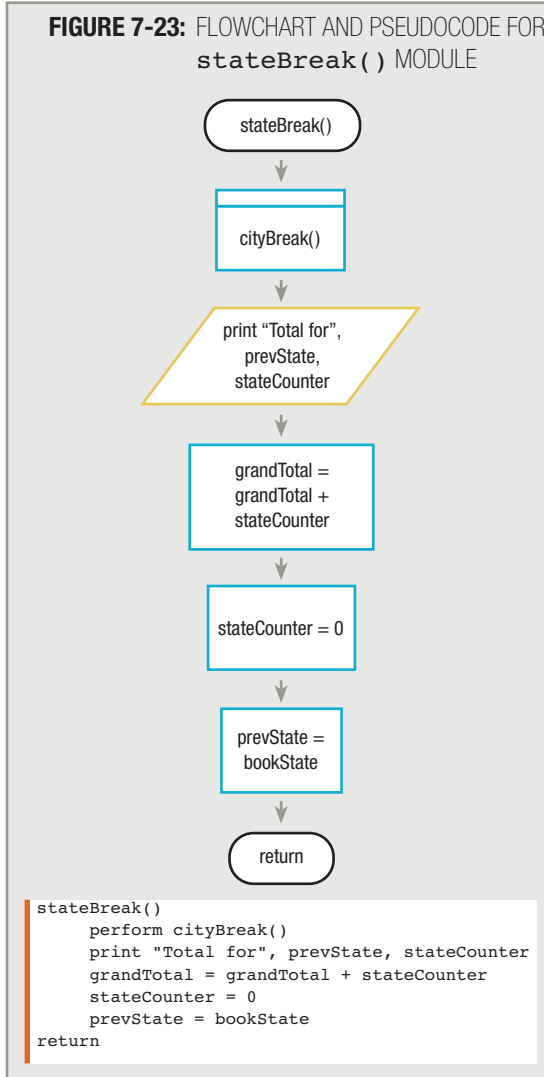 FIGURE 7-23: FLOWCHART AND PSEUDOCODE FOR
stateBreak() MODULE
stateBreak()
cityBreak()
print “Total for”,
prevState,
stateCounter
grandTotal =
grandTotal +
stateCounter
stateCounter = 0
prevState =
bookState
return
stateBreak()
perform cityBreak()
print "Total for", prevState, stateCounter
grandTotal = grandTotal + stateCounter
stateCounter = 0
prevState = bookState
return